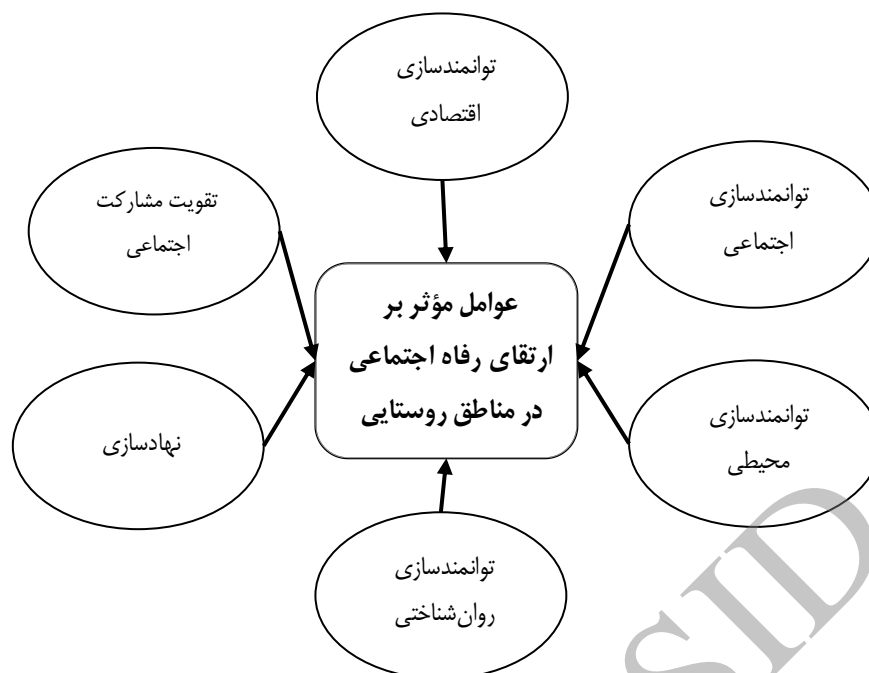 توانمندسازی
اقتصادی
توانمندسازی
اجتماعی
تقویت مشارکت
اجتماعی
عوامل مؤثر بر
ارتقای رفاه اجتماعی
در مناطق روستایی
توانمندسازی
محیطی
نهادسازی
توانمندسازی
روان‌شناختی
SID